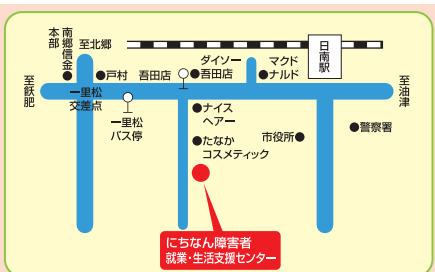 南郷信金
本部
至北郷
戸村
吾田店
ダイソー
吾田店
マクド
ナルド
日南駅
至飫肥
至油津
一里松
交差点
一里松
バス停
ナイス
ヘアー
たなか
コスメティック
市役所
警察署
にちなん障害者
就業・生活支援センター